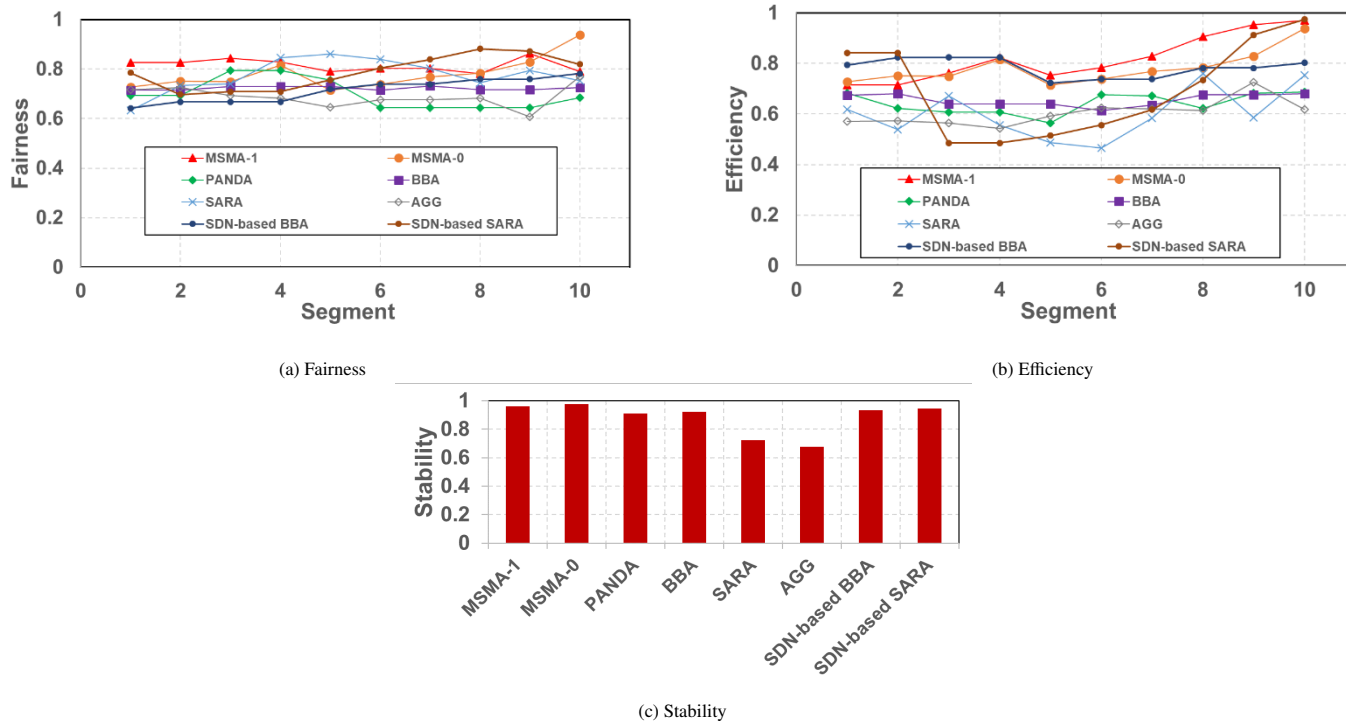 1
0.8
0.6
0.4
0.2
0
Fairness
MSMA-1 MSMA-0
PANDA BBA
SARA AGG
SDN-based BBA SDN-based SARA
0 2 4 6 8 10
Segment
(a) Fairness
1
0.8
0.6
0.4
0.2
0
Efficiency
MSMA-1 MSMA-0
PANDA BBA
SARA AGG
SDN-based BBA SDN-based SARA
0 2 4 6 8 10
Segment
(b) Efficiency
1
0.8
0.6
0.4
0.2
0
Stability
MSMA-1
MSMA-0
PANDA
BBA
SARA
AGG
SDN-based BBA
SDN-based SARA
(c) Stability